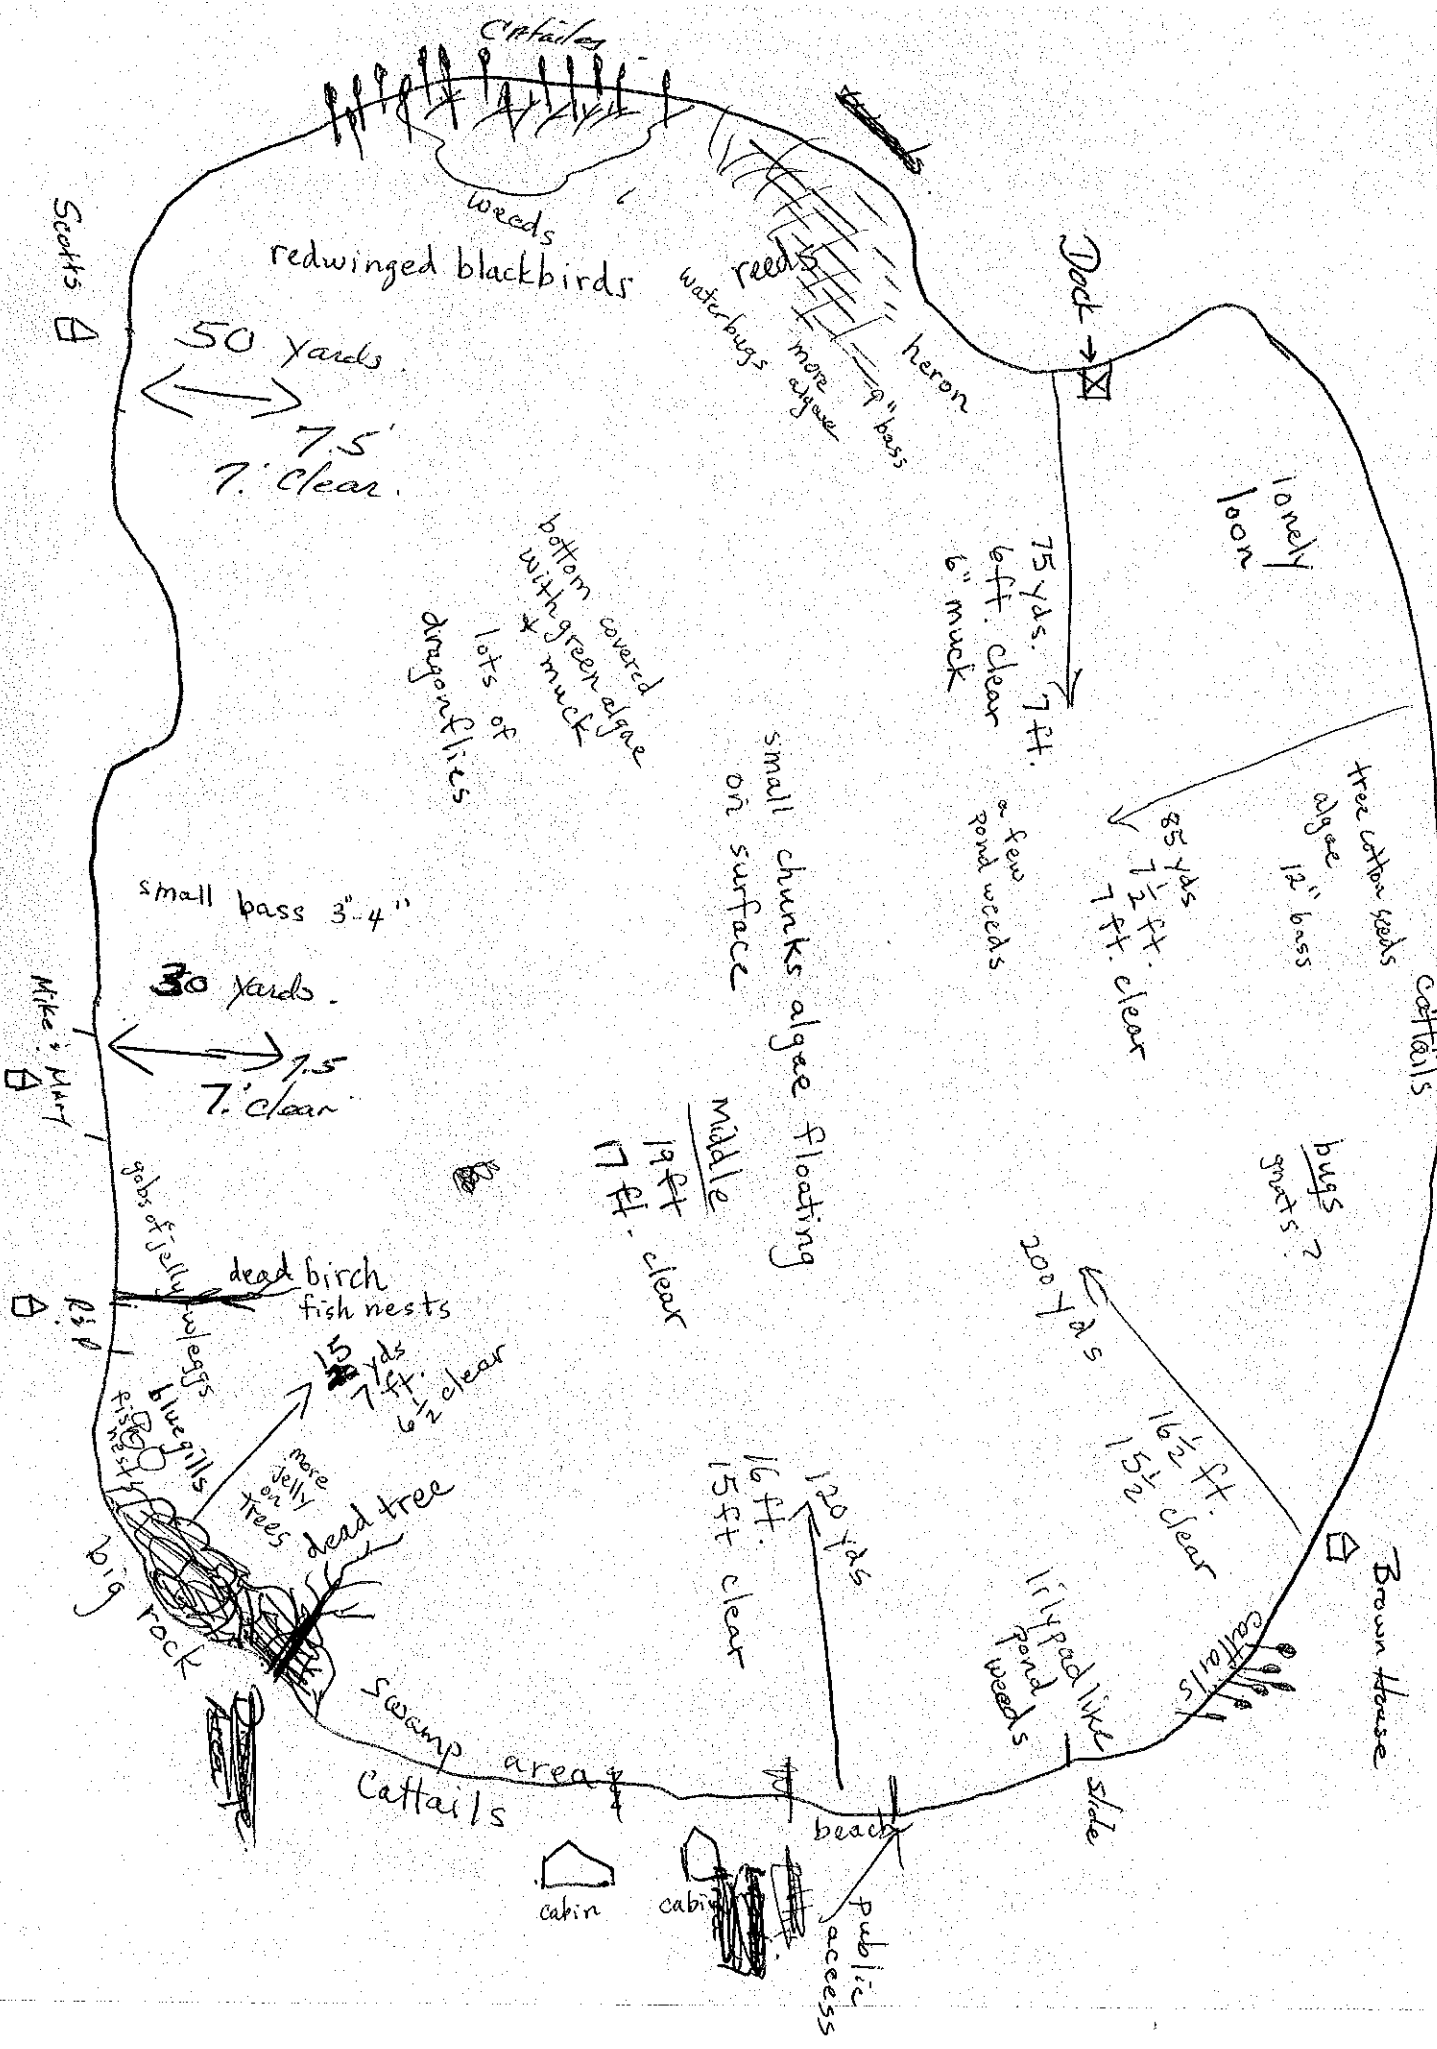 Cattails
weeds
redwinged blackbirds
reeds
waterbugs
more
algae
9" bass
heron
Dock →
Scotts
50 yards.
7.5'
7.' clear.
lonely
loon
75 yds. 7 ft.
6 ft. clear
6" muck
bottom covered
with green algae
+ muck
lots of
dragonflies
small chunks algae floating
on surface
a few
pond weeds
85 yds
7 1/2 ft.
7 ft. clear
tree cotton seeds
algae
12" bass
cattails
small bass 3"-4"
30 yards.
7.5
7.' clear
Mike & Mary
middle
19 ft
17 ft. clear
bugs
gnats?
200 yds
16 1/2 ft.
15 1/2 clear
Brown House
gobs of jelly w/eggs
dead birch
fish nests
15 yds
7 ft.
6 1/2 clear
bluegills
fish
nests
more
jelly
on
trees
dead tree
big rock
120 yds
16 ft.
15 ft clear
lilypad like
pond
weeds
cattails
slide
swamp area
Cattails
beach
cabin
cabin
public
access